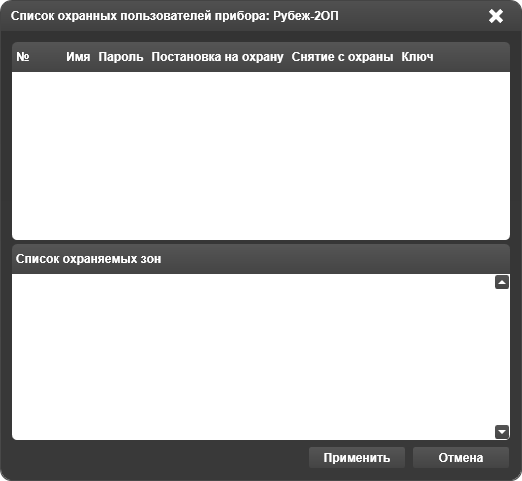 Список охранных пользователей прибора: Рубеж-2ОП
№ Имя Пароль Постановка на охрану Снятие с охраны Ключ
Список охраняемых зон
Применить Отмена